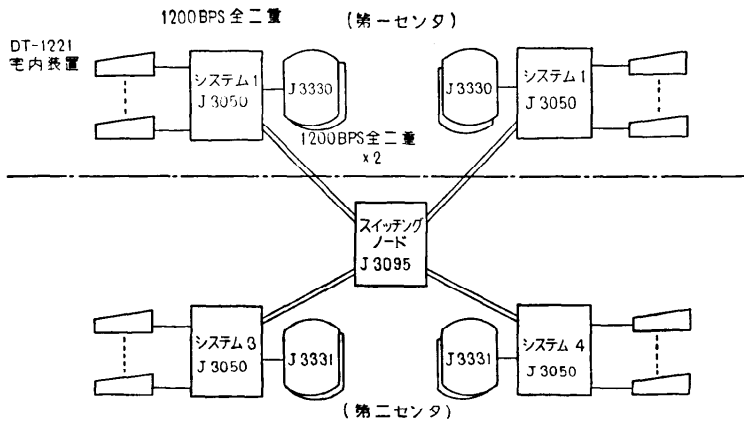 1200BPS全二重
(第一センタ)
DT-1221
宅内装置
システム1
J3050
J3330
J3330
システム1
J3050
1200BPS全二重
x2
スイッチング
ノード
J3095
システム3
J3050
J3331
J3331
システム4
J3050
(第二センタ)